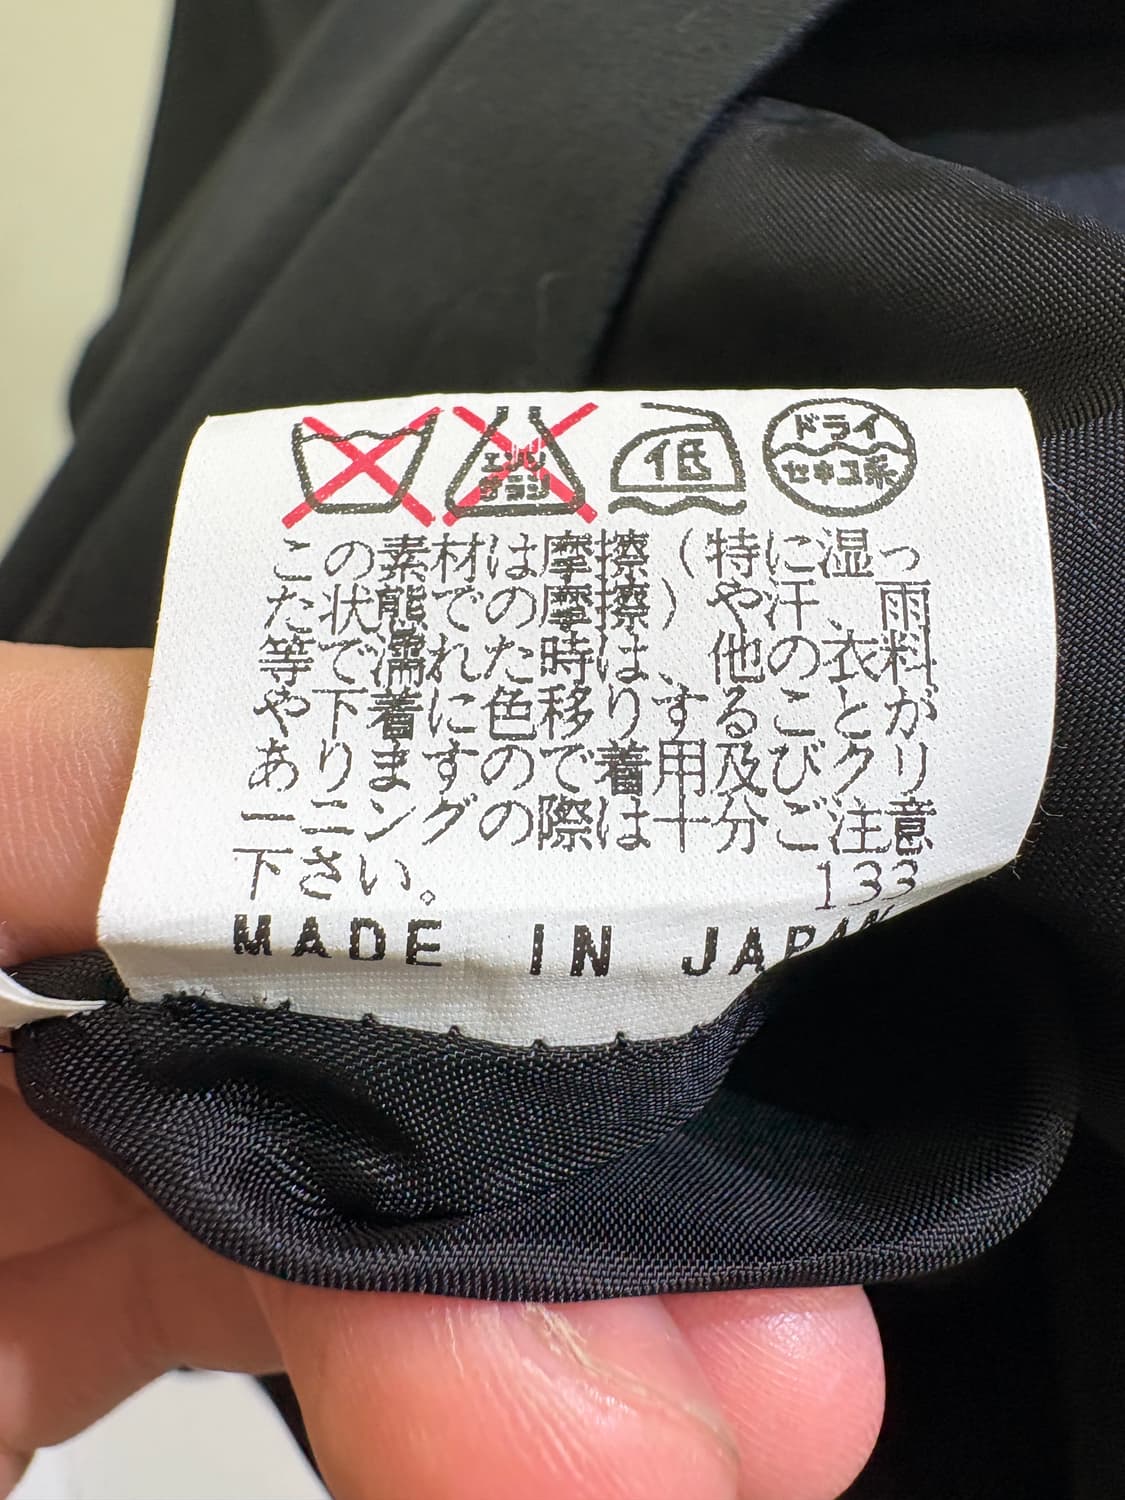 エンソ
サラシ
低
ドライ
セキユ系
この素材は摩擦（特に湿っ
た状態での摩擦）や汗、雨
等で濡れた時は、他の衣料
や下着に色移りすることが
ありますので着用及びクリ
ーニングの際は十分ご注意
下さい。
133
MADE IN JAPAN